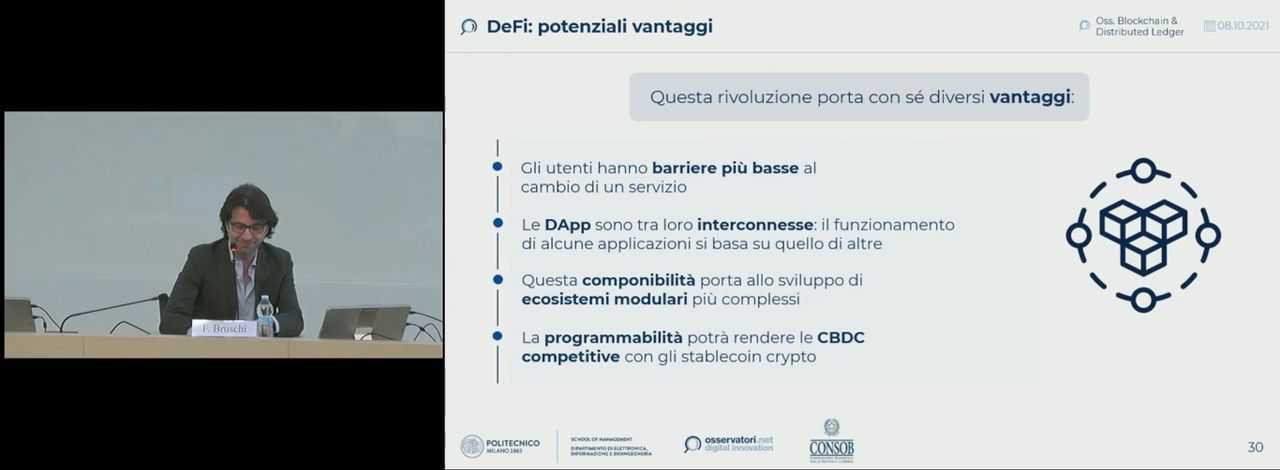 DeFi: potenziali vantaggi
Oss. Blockchain &
Distributed Ledger
08.10.2021
Questa rivoluzione porta con sé diversi vantaggi:
Gli utenti hanno barriere più basse al
cambio di un servizio
Le DApp sono tra loro interconnesse: il funzionamento
di alcune applicazioni si basa su quello di altre
Questa componibilità porta allo sviluppo di
ecosistemi modulari più complessi
La programmabilità potrà rendere le CBDC
competitive con gli stablecoin crypto
F. Bruschi
POLITECNICO
MILANO 1863
SCHOOL OF MANAGEMENT
DIPARTIMENTO DI ELETTRONICA,
INFORMAZIONE E BIOINGEGNERIA
osservatori.net
digital innovation
CONSOB
30